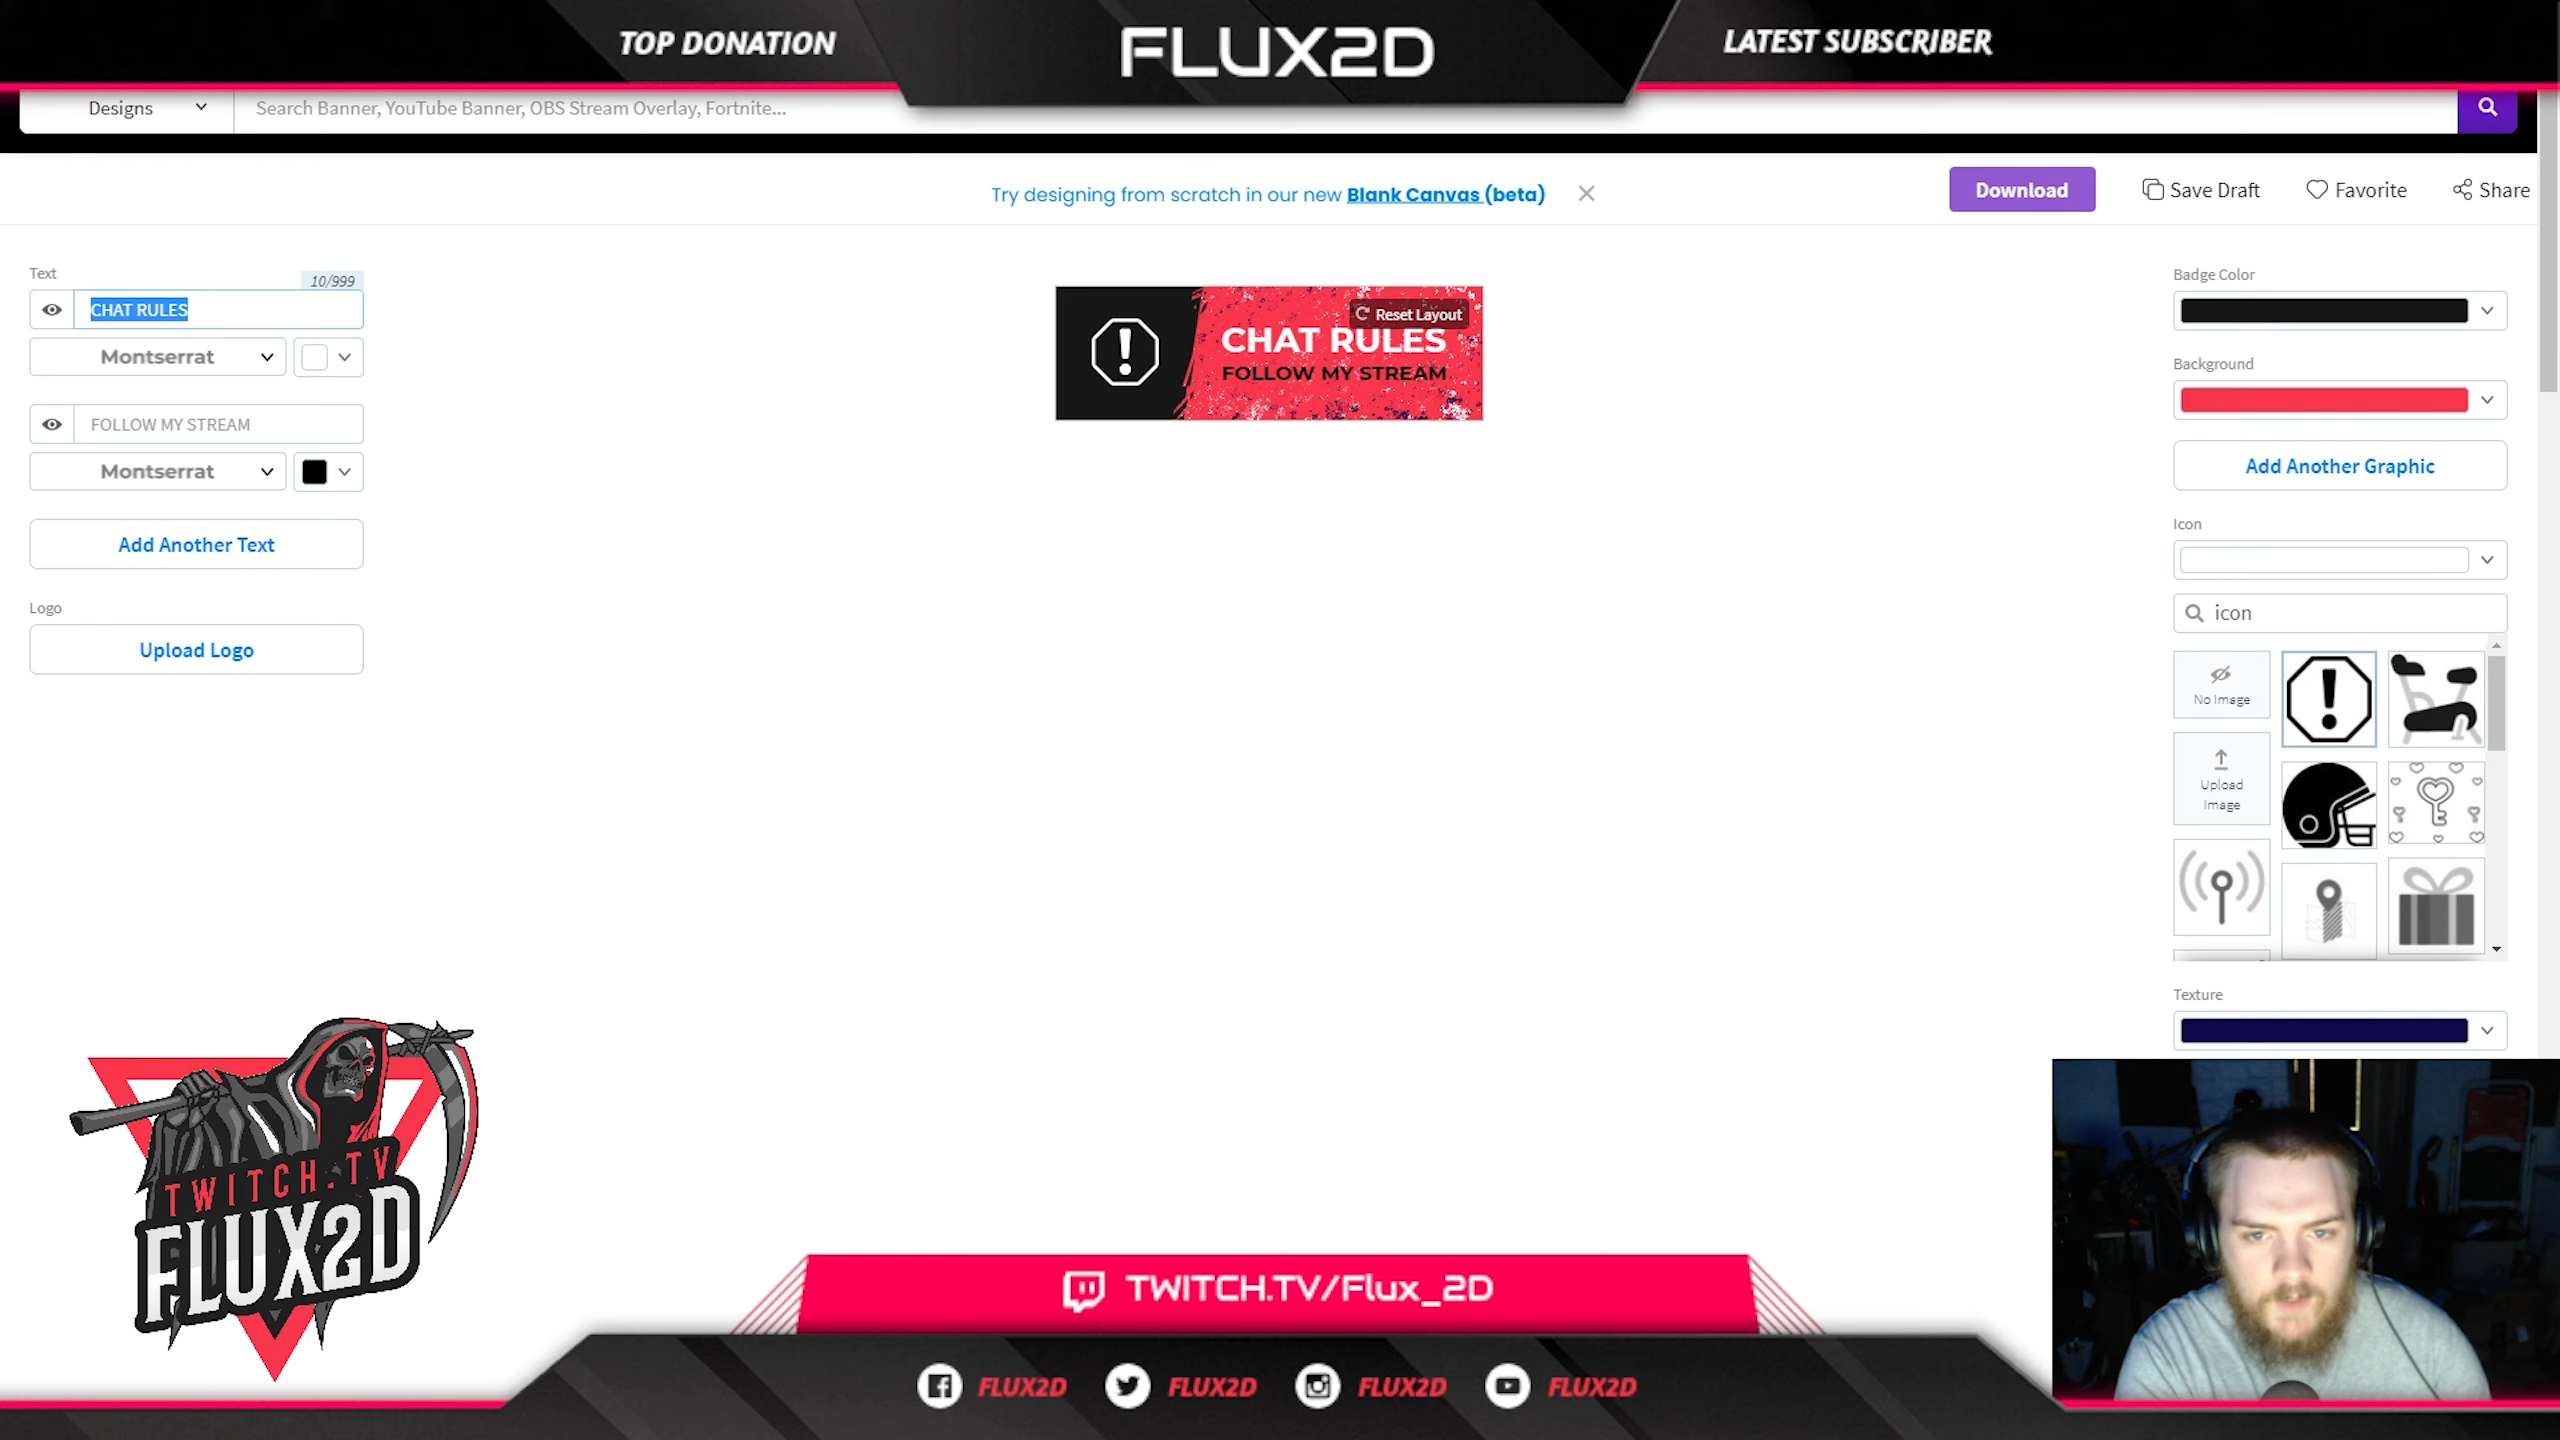 TOP DONATION
FLUX2D
LATEST SUBSCRIBER
Designs
Search Banner, YouTube Banner, OBS Stream Overlay, Fortnite...
Try designing from scratch in our new Blank Canvas (beta)
Download
Save Draft
Favorite
Share
Text
10/999
CHAT RULES
Montserrat
FOLLOW MY STREAM
Montserrat
Add Another Text
Logo
Upload Logo
Reset Layout
CHAT RULES
FOLLOW MY STREAM
Badge Color
Background
Add Another Graphic
Icon
icon
No Image
Upload
Image
Texture
TWITCH.TV
FLUX2D
TWITCH.TV/Flux_2D
FLUX2D
FLUX2D
FLUX2D
FLUX2D